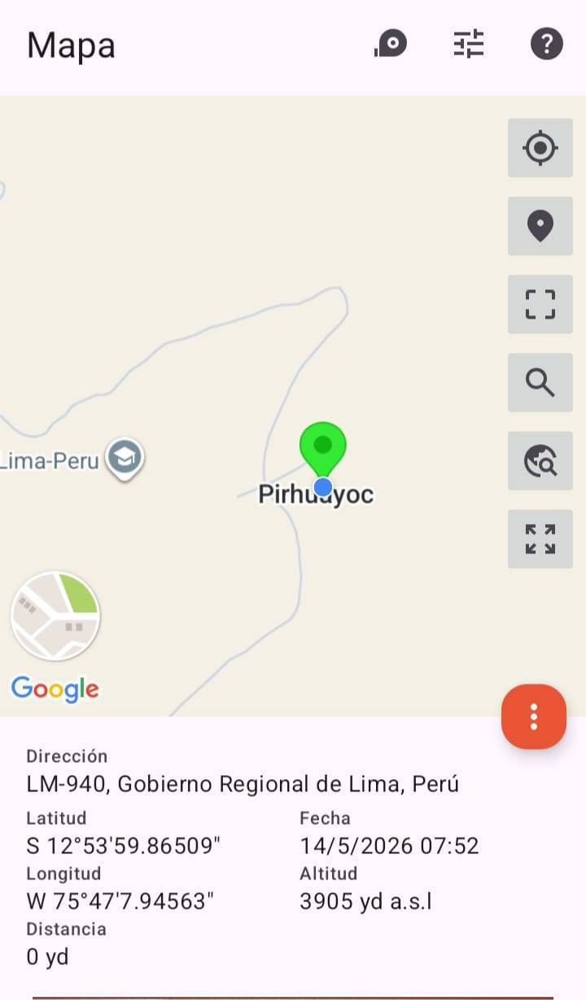 Mapa
Lima-Peru
Pirhuayoc
Google
Dirección
LM-940, Gobierno Regional de Lima, Perú
Latitud
S 12°53'59.86509"
Fecha
14/5/2026 07:52
Longitud
W 75°47'7.94563"
Altitud
3905 yd a.s.l
Distancia
0 yd